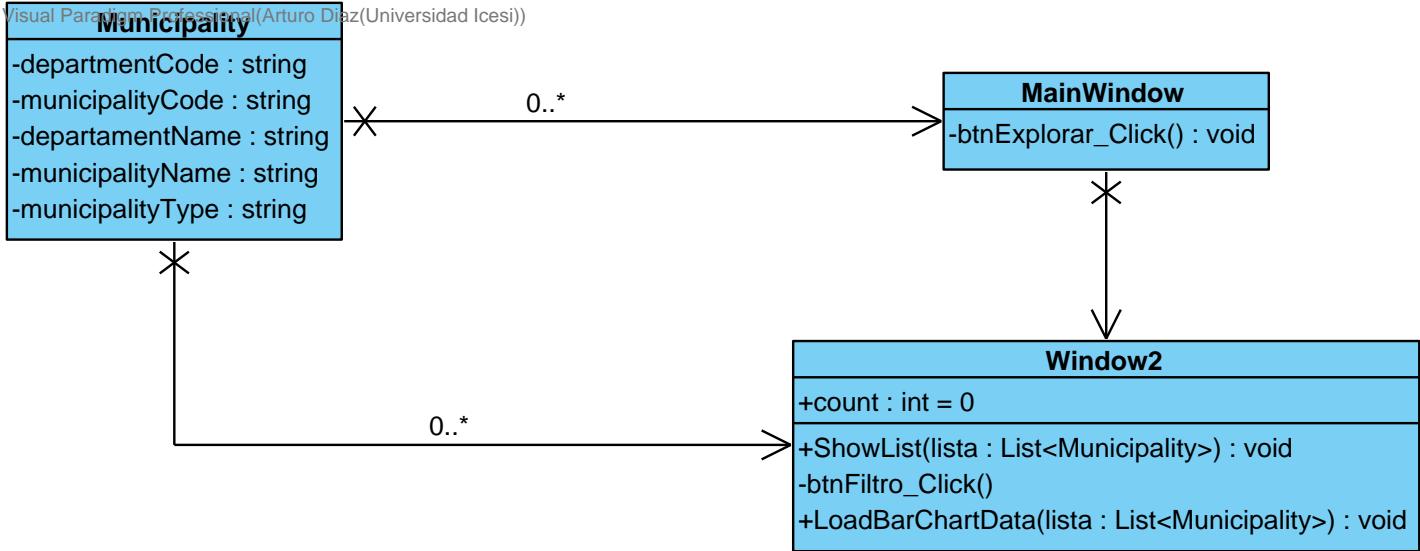 Visual Paradigm Professional(Arturo Diaz(Universidad Icesi))
Municipality
-departmentCode : string
-municipalityCode : string
-departamentName : string
-municipalityName : string
-municipalityType : string
0..*
MainWindow
-btnExplorar_Click() : void
0..*
Window2
+count : int = 0
+ShowList(lista : List<Municipality>) : void
-btnFiltro_Click()
+LoadBarChartData(lista : List<Municipality>) : void